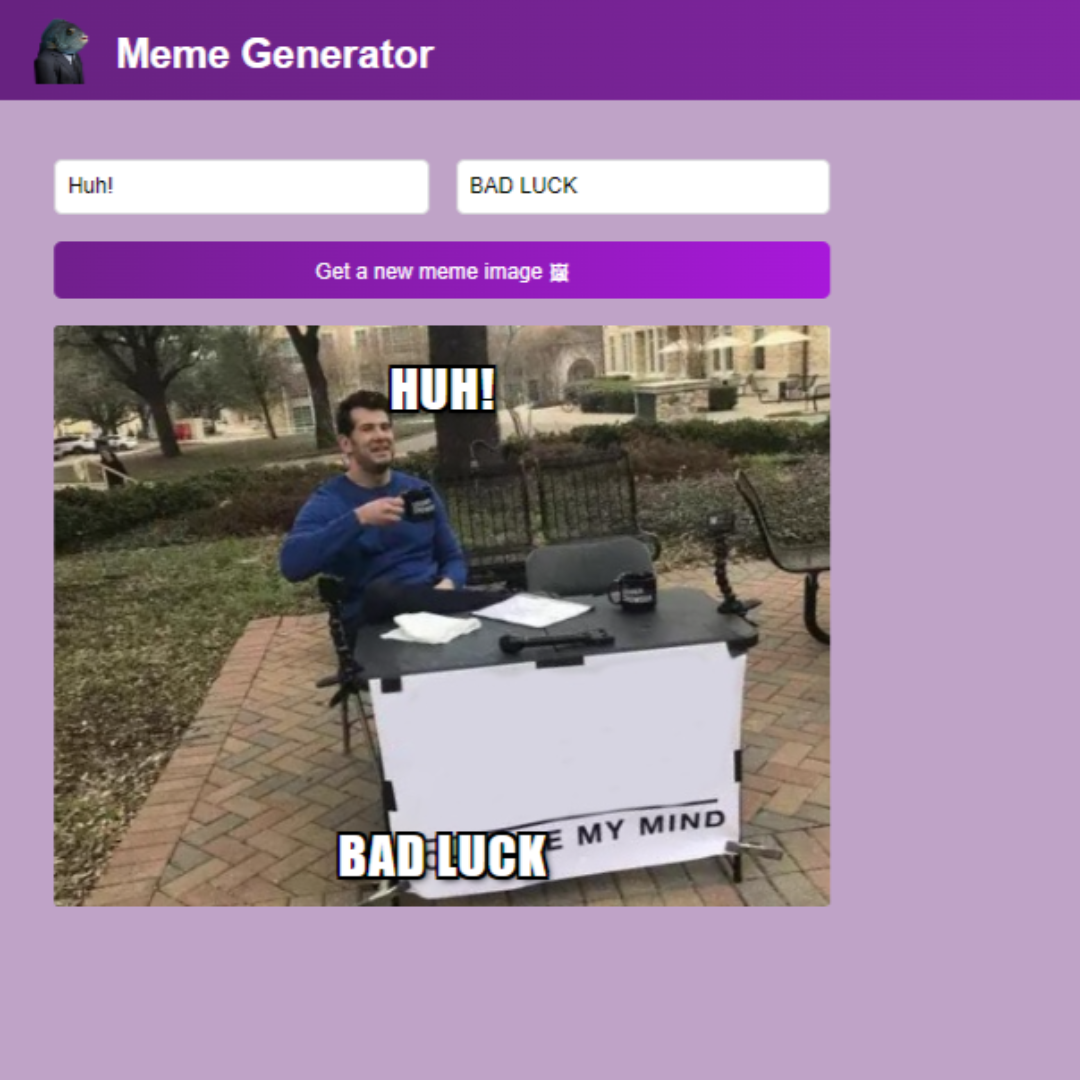 Meme Generator
Huh!
BAD LUCK
Get a new meme image
HUH!
E MY MIND
BAD LUCK